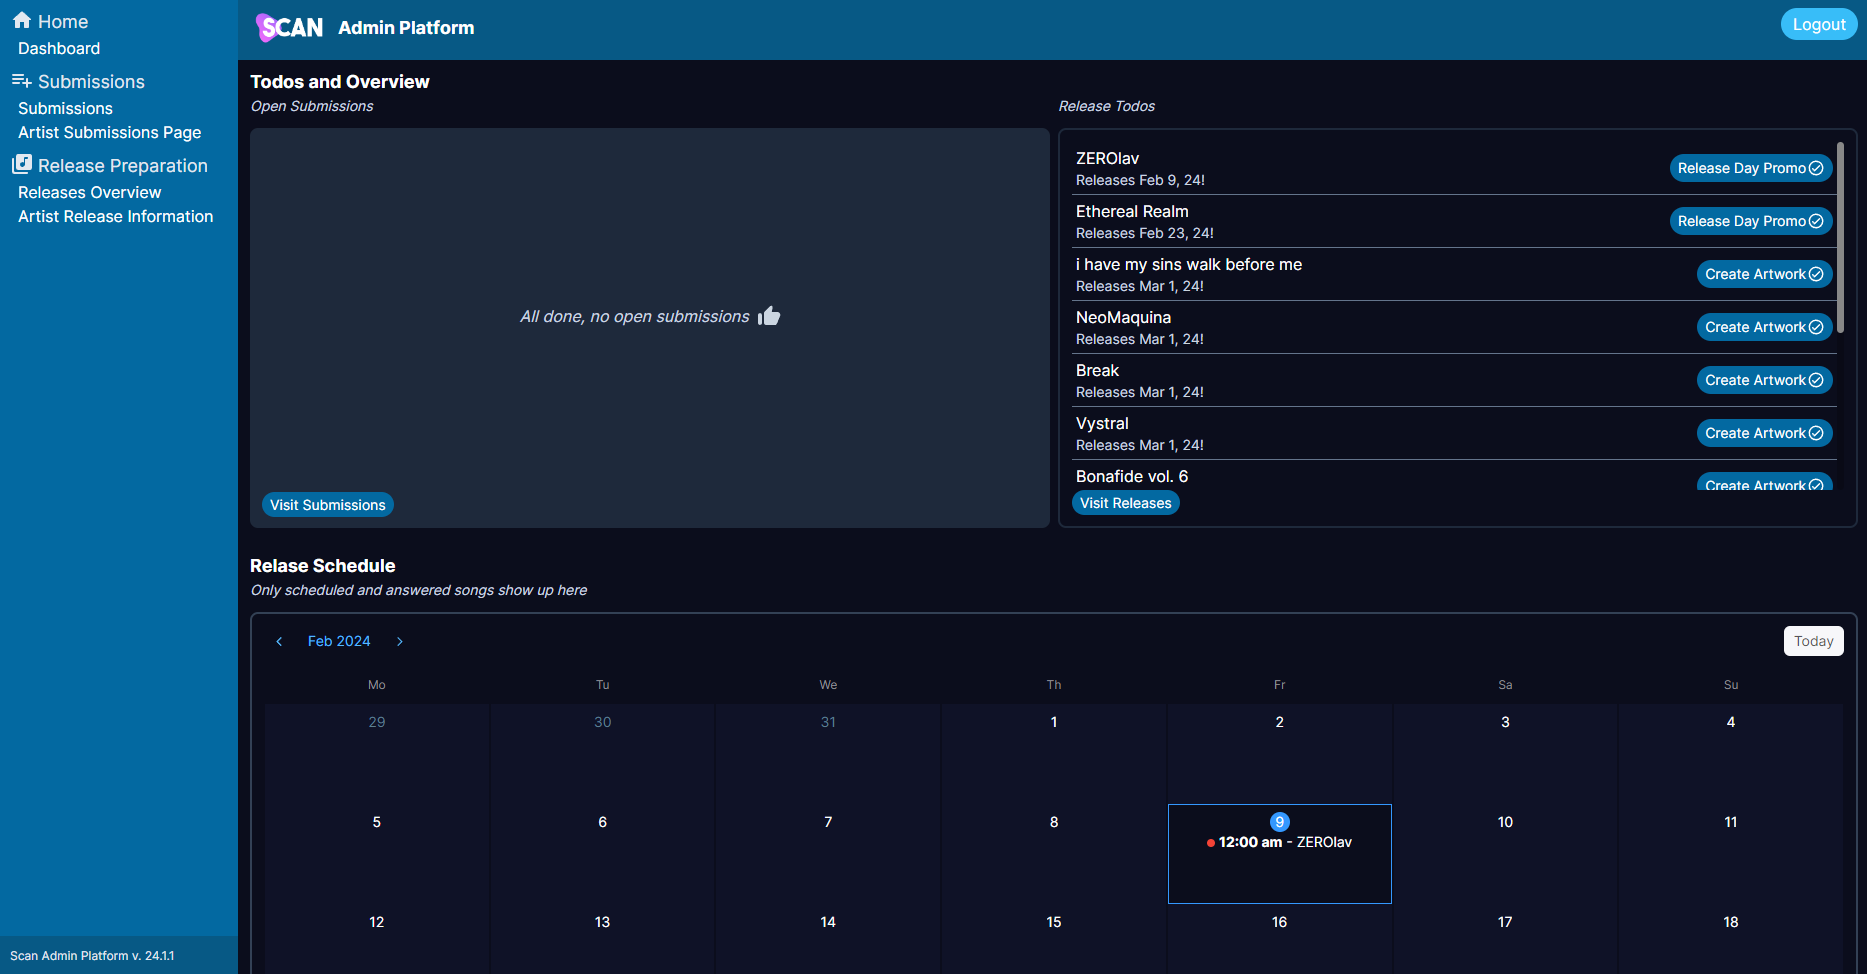 Home
Dashboard
Submissions
Submissions
Artist Submissions Page
Release Preparation
Releases Overview
Artist Release Information
Scan Admin Platform v. 24.1.1
SCAN Admin Platform
Logout
Todos and Overview
Open Submissions
All done, no open submissions
Visit Submissions
Release Todos
ZEROlav
Releases Feb 9, 24!
Release Day Promo
Ethereal Realm
Releases Feb 23, 24!
Release Day Promo
i have my sins walk before me
Releases Mar 1, 24!
Create Artwork
NeoMaquina
Releases Mar 1, 24!
Create Artwork
Break
Releases Mar 1, 24!
Create Artwork
Vystral
Releases Mar 1, 24!
Create Artwork
Bonafide vol. 6
Create Artwork
Visit Releases
Relase Schedule
Only scheduled and answered songs show up here
Feb 2024
Today
Mo Tu We Th Fr Sa Su
29 30 31 1 2 3 4
5 6 7 8 9 10 11
12:00 am - ZEROlav
12 13 14 15 16 17 18